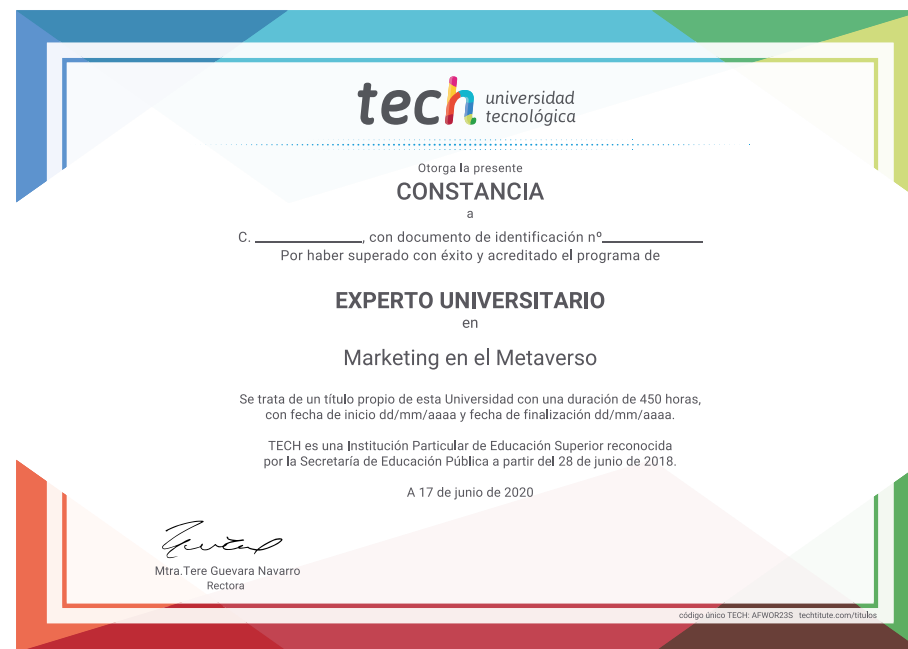 tech universidad
tecnológica
Otorga la presente
CONSTANCIA
a
C. ____________, con documento de identificación nº____________
Por haber superado con éxito y acreditado el programa de
EXPERTO UNIVERSITARIO
en
Marketing en el Metaverso
Se trata de un título propio de esta Universidad con una duración de 450 horas,
con fecha de inicio dd/mm/aaaa y fecha de finalización dd/mm/aaaa.
TECH es una Institución Particular de Educación Superior reconocida
por la Secretaría de Educación Pública a partir del 28 de junio de 2018.
A 17 de junio de 2020
Mtra.Tere Guevara Navarro
Rectora
código único TECH: AFWOR23S techtitute.com/titulos